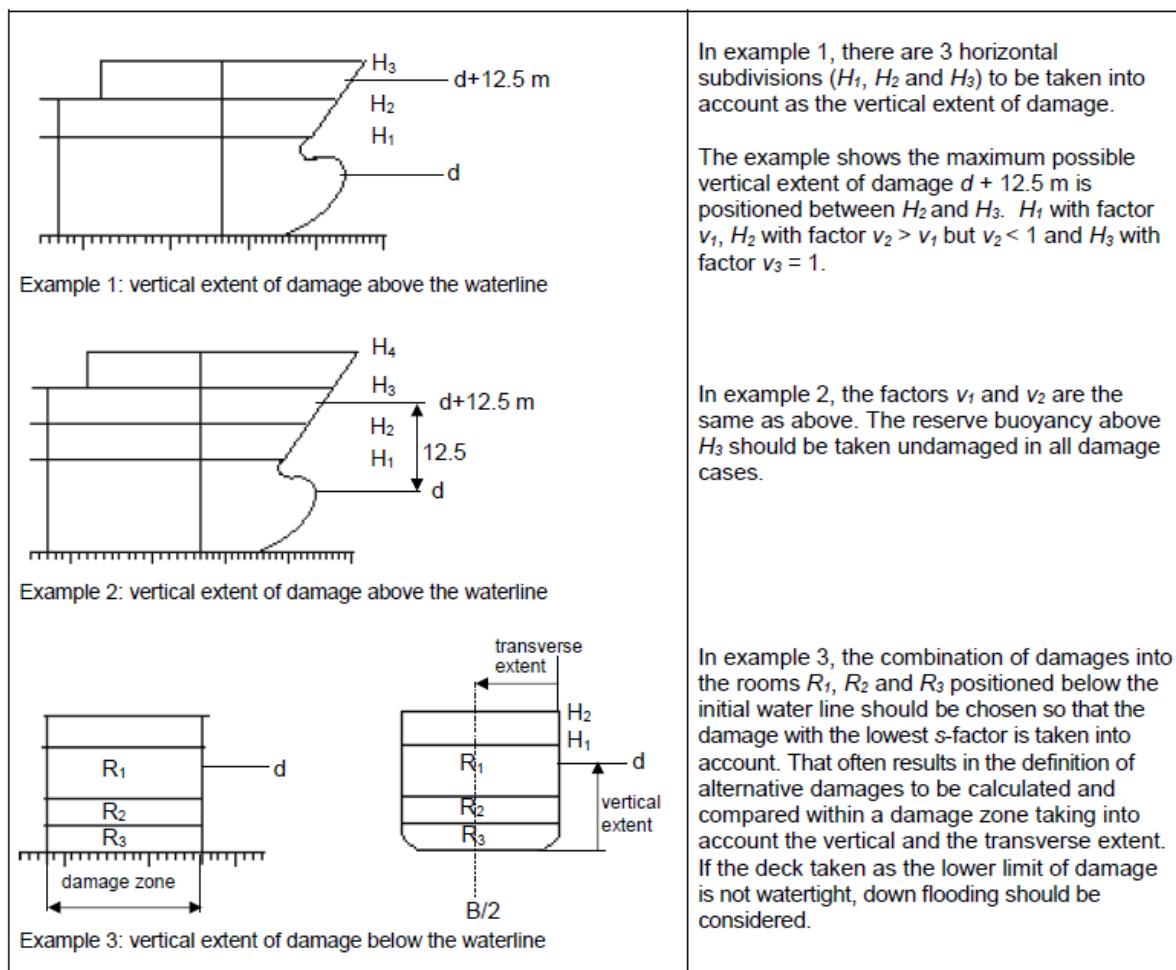 H3
d+12.5 m
H2
H1
d
Example 1: vertical extent of damage above the waterline
In example 1, there are 3 horizontal
subdivisions (H1, H2 and H3) to be taken into
account as the vertical extent of damage.
The example shows the maximum possible
vertical extent of damage d + 12.5 m is
positioned between H2 and H3. H1 with factor
v1, H2 with factor v2 > v1 but v2 < 1 and H3 with
factor v3 = 1.
H4
H3
d+12.5 m
H2
H1
12.5
d
Example 2: vertical extent of damage above the waterline
In example 2, the factors v1 and v2 are the
same as above. The reserve buoyancy above
H3 should be taken undamaged in all damage
cases.
R1
R2
R3
d
damage zone
transverse
extent
H2
H1
R1
d
R2
R3
vertical
extent
B/2
Example 3: vertical extent of damage below the waterline
In example 3, the combination of damages into
the rooms R1, R2 and R3 positioned below the
initial water line should be chosen so that the
damage with the lowest s-factor is taken into
account. That often results in the definition of
alternative damages to be calculated and
compared within a damage zone taking into
account the vertical and the transverse extent.
If the deck taken as the lower limit of damage
is not watertight, down flooding should be
considered.